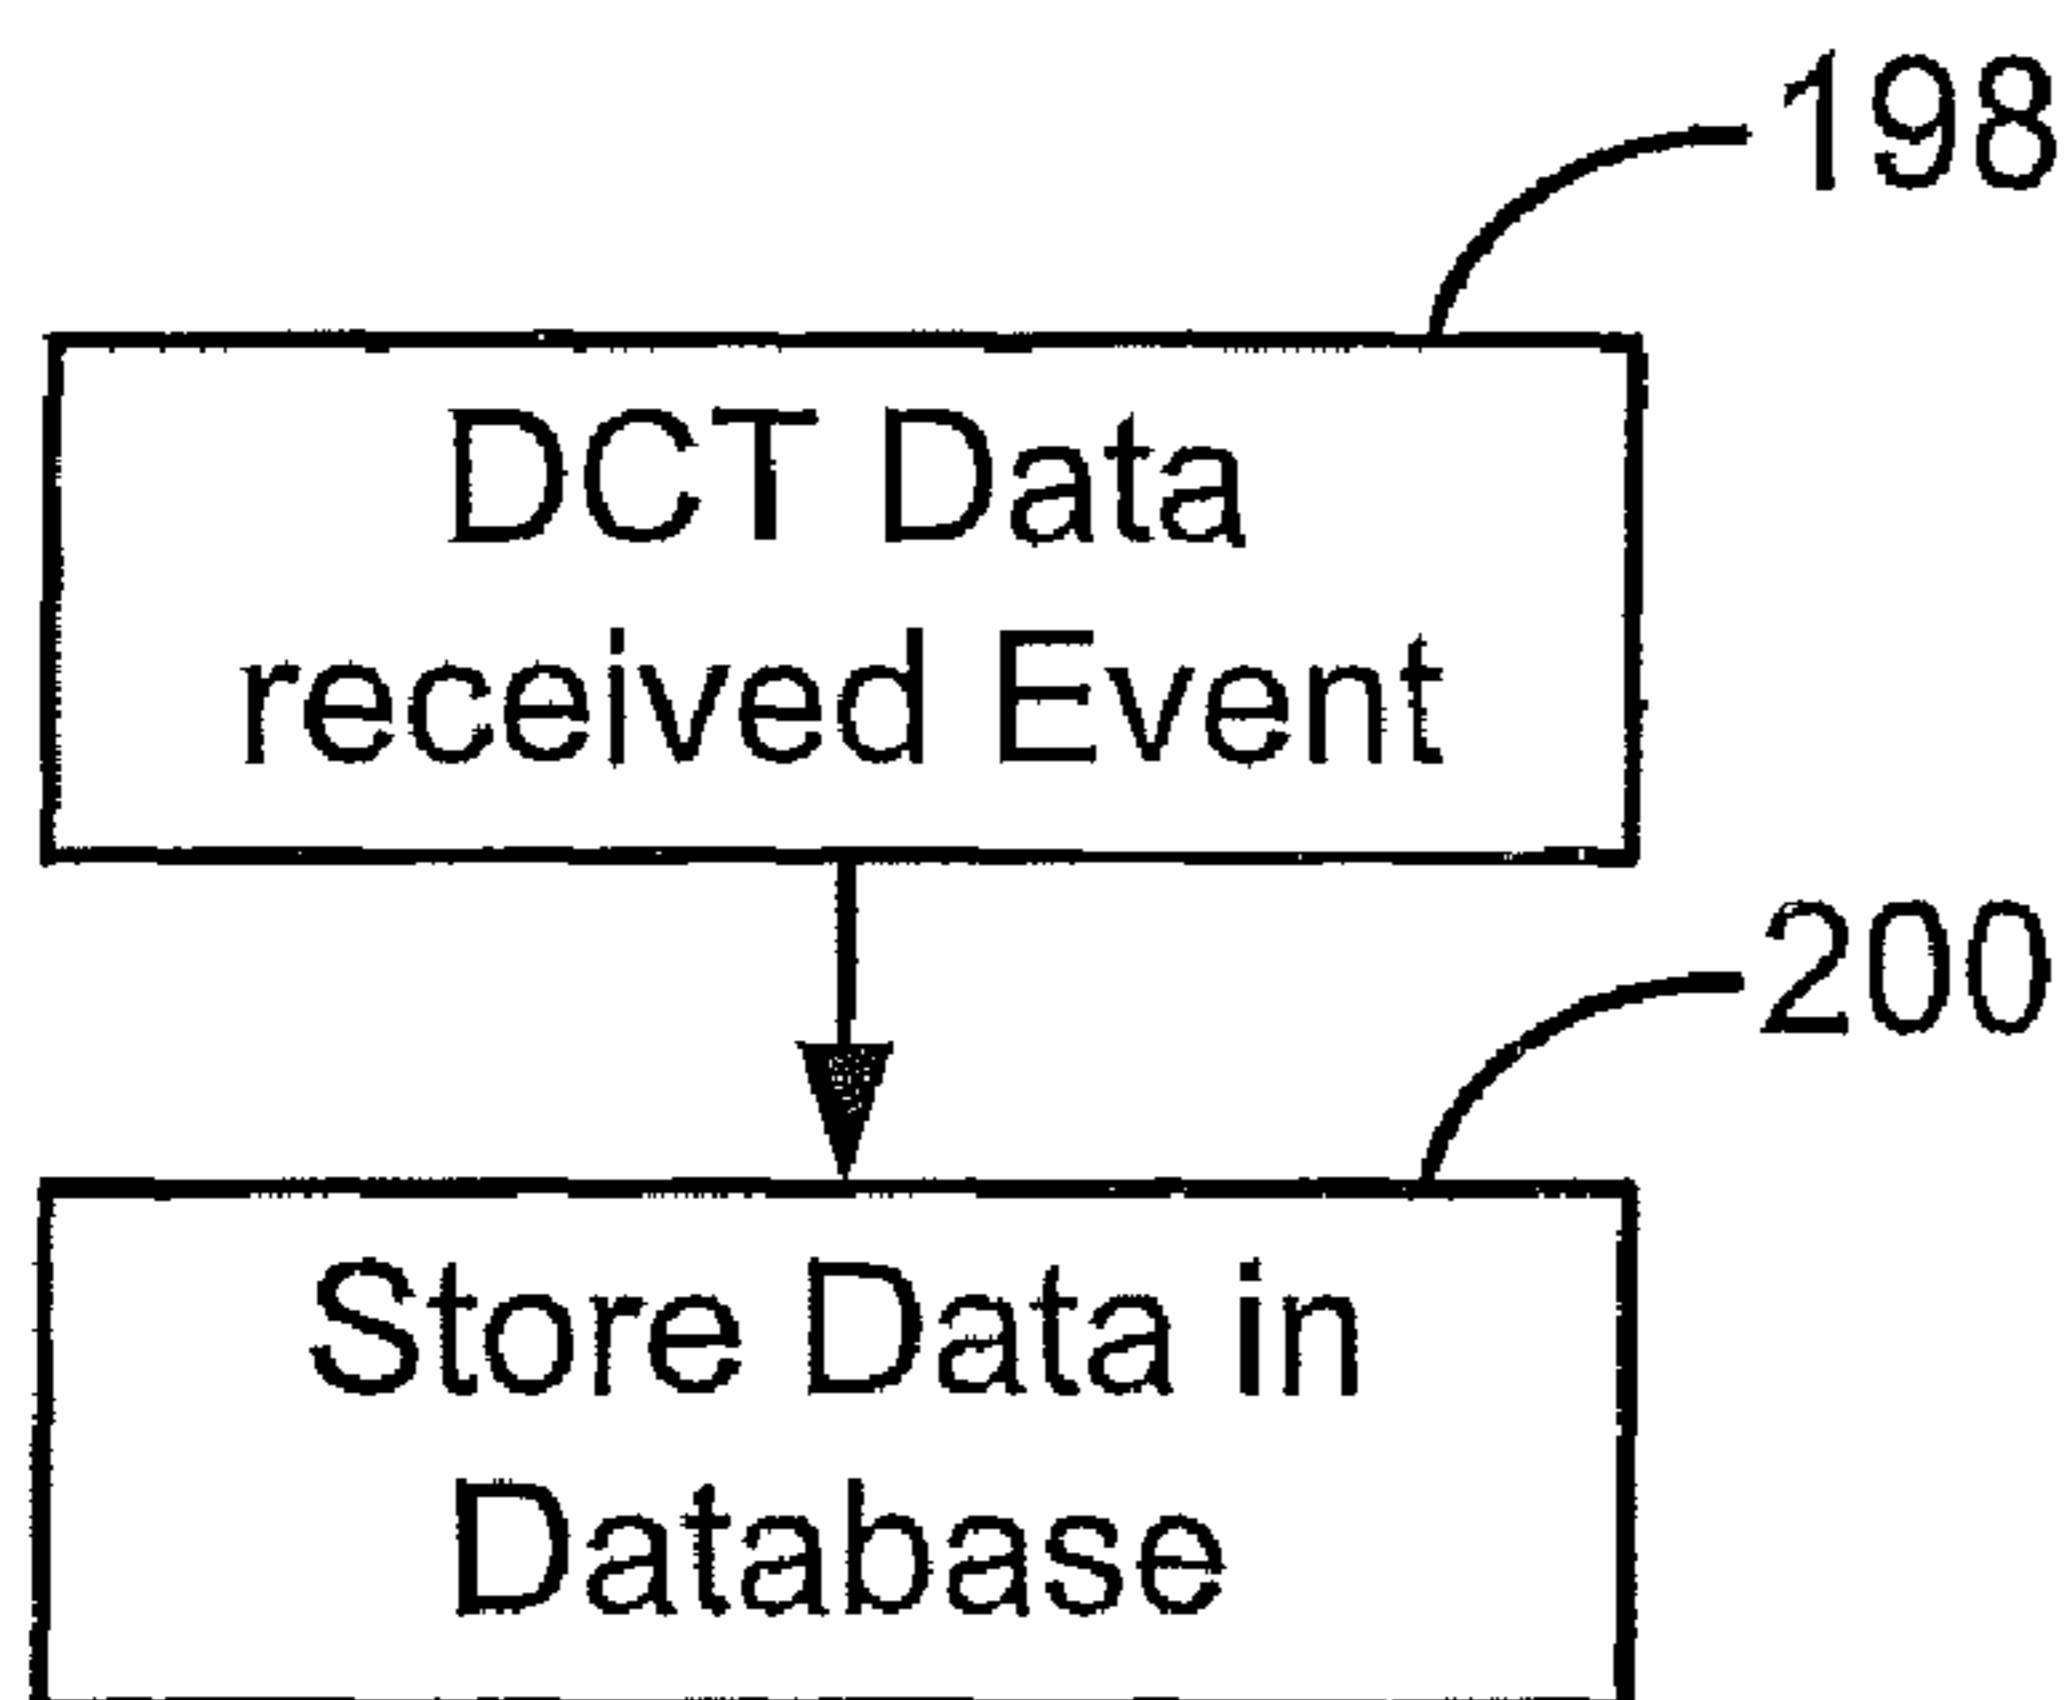 198
DCT Data
received Event
200
Store Data in
Database